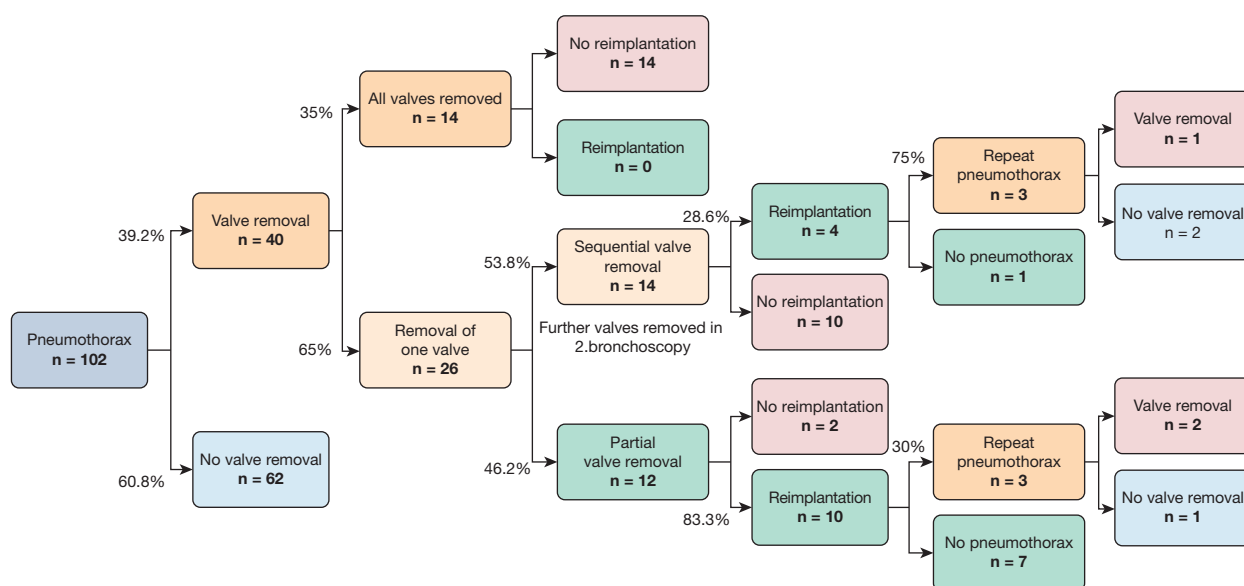 Pneumothorax
n = 102
39.2%
60.8%
Valve removal
n = 40
No valve removal
n = 62
35%
65%
All valves removed
n = 14
Removal of
one valve
n = 26
No reimplantation
n = 14
Reimplantation
n = 0
53.8%
46.2%
Sequential valve
removal
n = 14
Further valves removed in
2.bronchoscopy
Partial
valve removal
n = 12
28.6%
Reimplantation
n = 4
No reimplantation
n = 10
No reimplantation
n = 2
83.3%
Reimplantation
n = 10
75%
Repeat
pneumothorax
n = 3
No pneumothorax
n = 1
30%
Repeat
pneumothorax
n = 3
No pneumothorax
n = 7
Valve removal
n = 1
No valve removal
n = 2
Valve removal
n = 2
No valve removal
n = 1